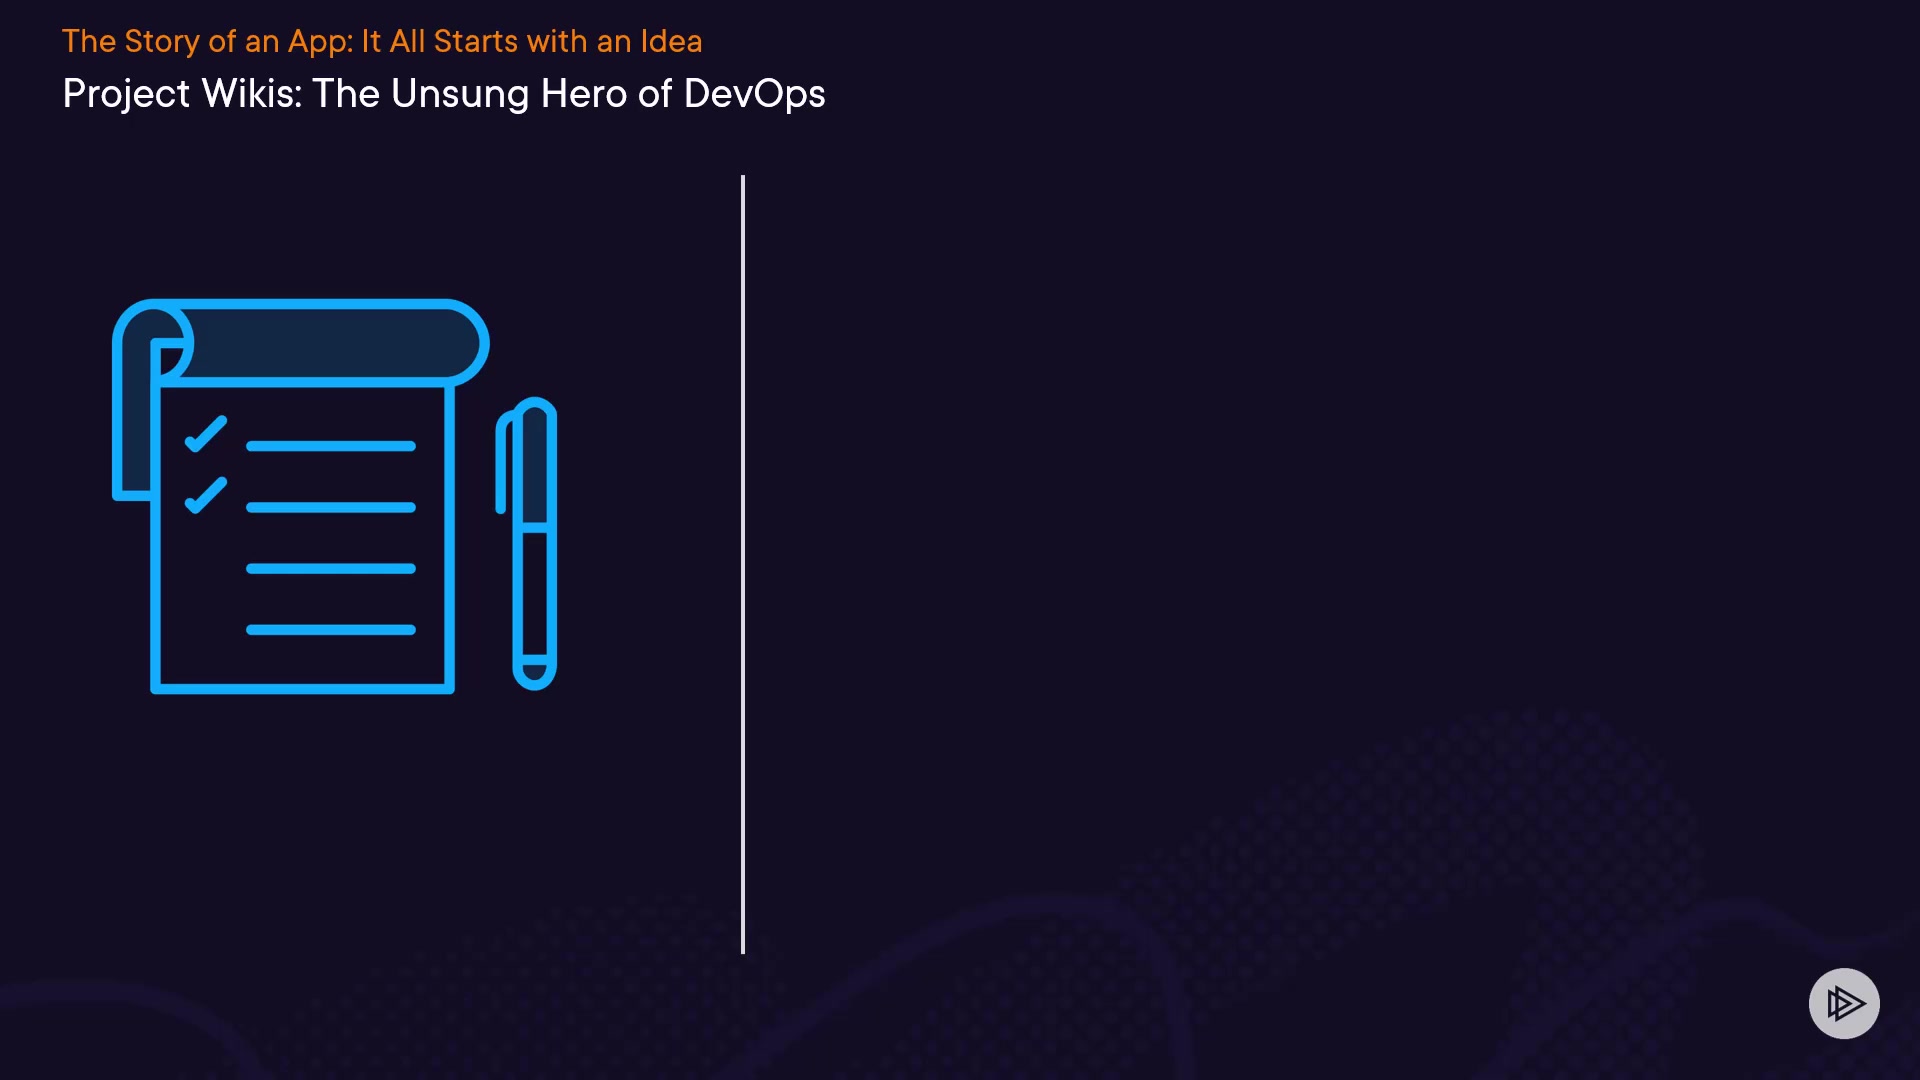 The Story of an App: It All Starts with an Idea
Project Wikis: The Unsung Hero of DevOps